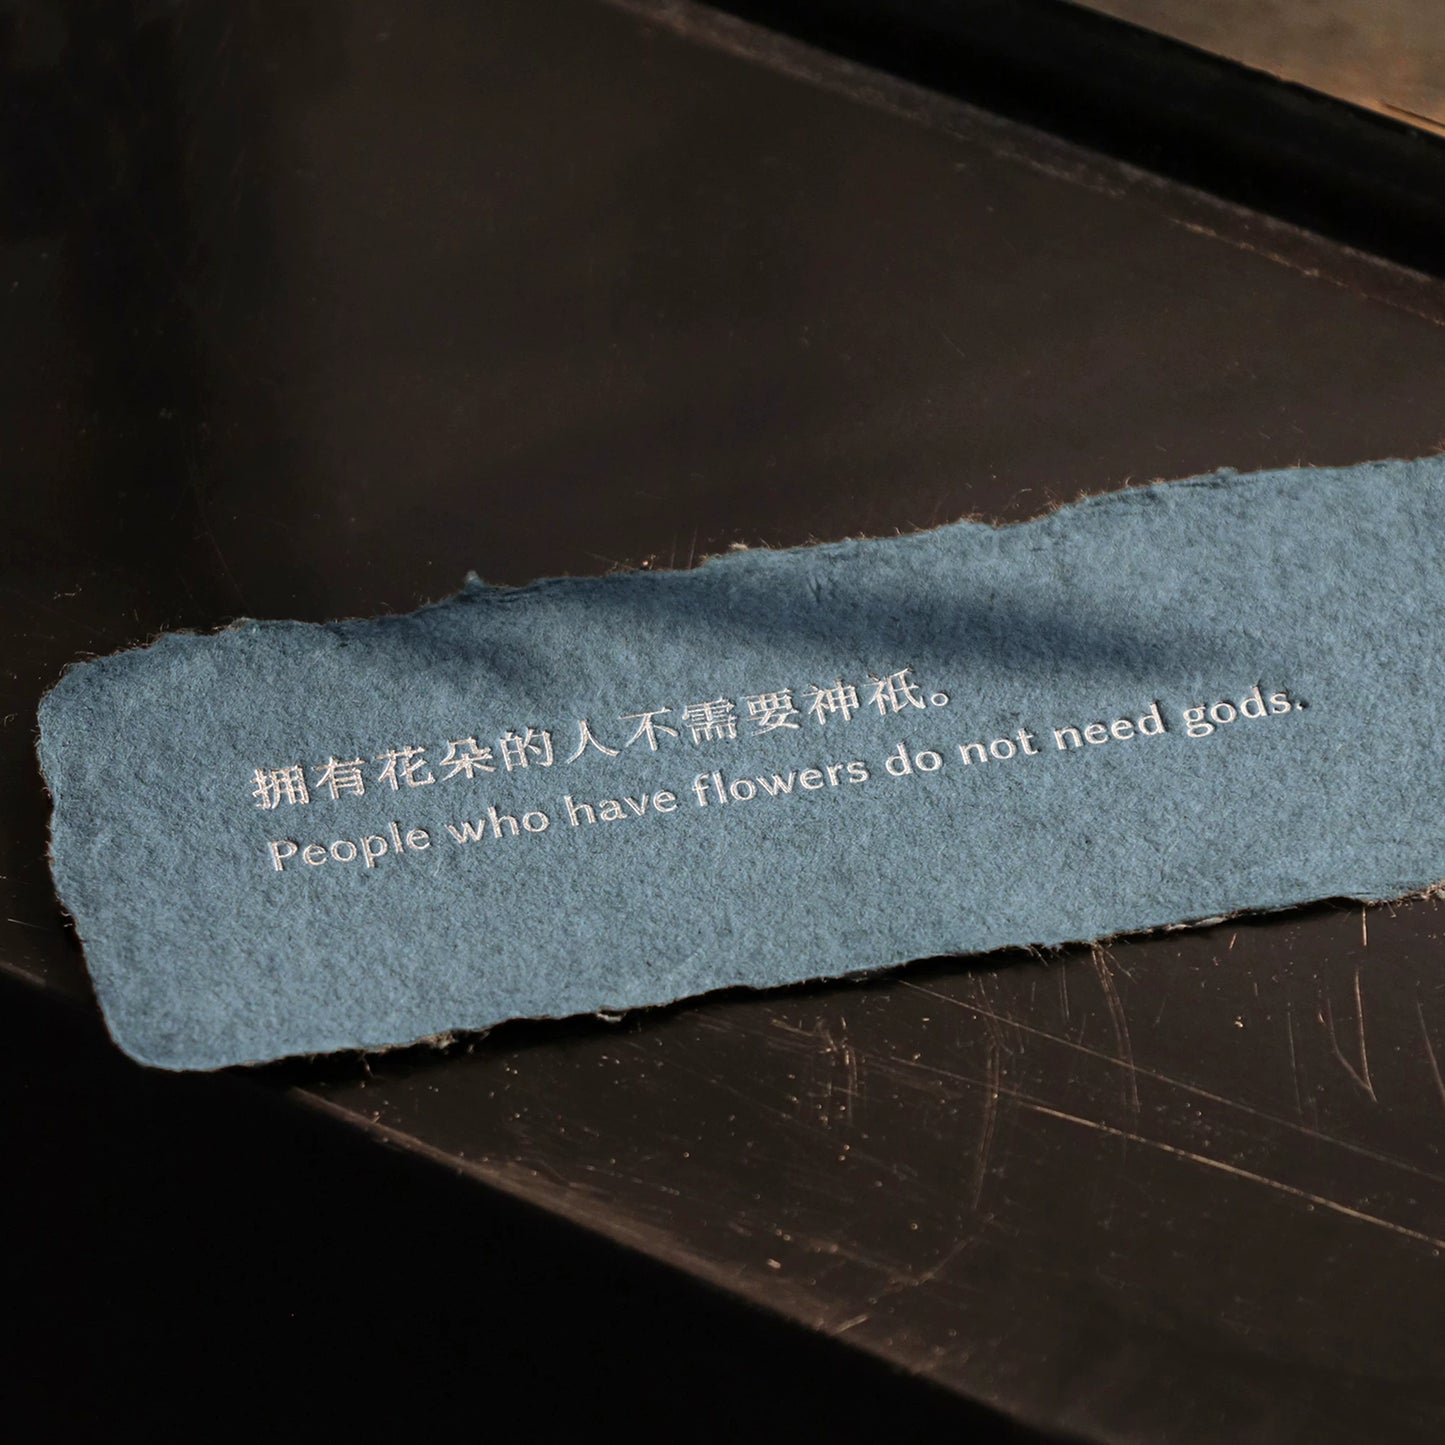 拥有花朵的人不需要神祇。
People who have flowers do not need gods.